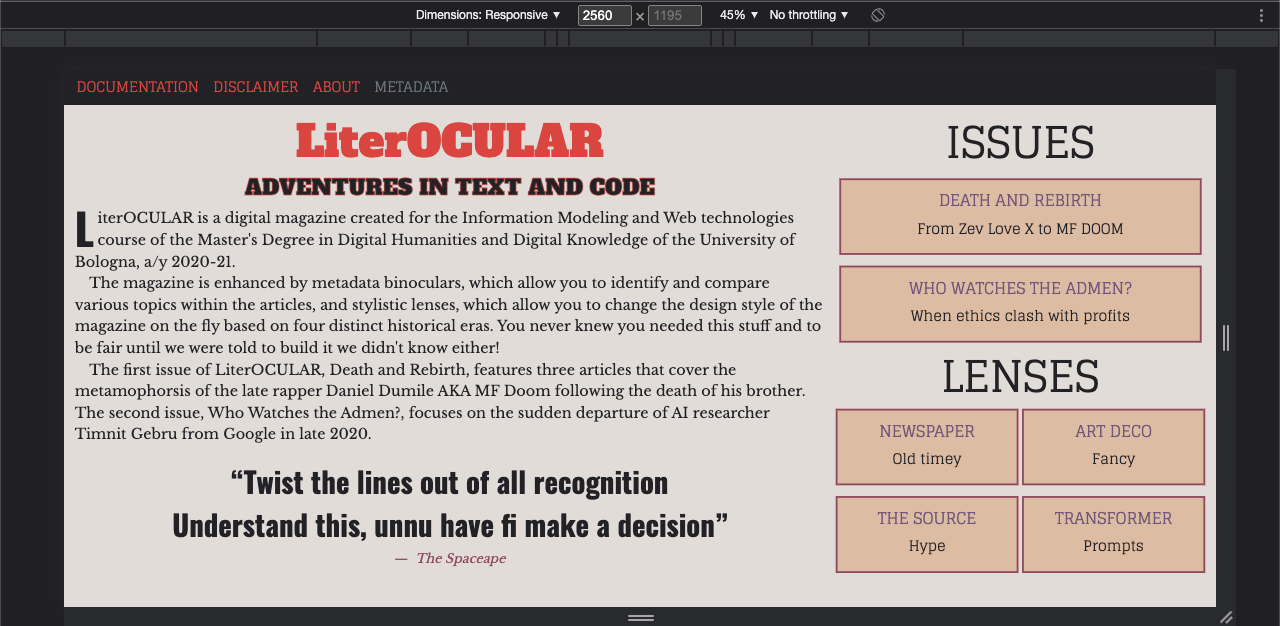 Dimensions: Responsive ▼ 2560 × 1195 45% ▼ No throttling ▼
DOCUMENTATION DISCLAIMER ABOUT METADATA
LiterOCULAR
ADVENTURES IN TEXT AND CODE
LiterOCULAR is a digital magazine created for the Information Modeling and Web technologies
course of the Master's Degree in Digital Humanities and Digital Knowledge of the University of
Bologna, a/y 2020-21.
The magazine is enhanced by metadata binoculars, which allow you to identify and compare
various topics within the articles, and stylistic lenses, which allow you to change the design style of the
magazine on the fly based on four distinct historical eras. You never knew you needed this stuff and to
be fair until we were told to build it we didn't know either!
The first issue of LiterOCULAR, Death and Rebirth, features three articles that cover the
metamophorsis of the late rapper Daniel Dumile AKA MF Doom following the death of his brother.
The second issue, Who Watches the Admen?, focuses on the sudden departure of AI researcher
Timnit Gebru from Google in late 2020.
“Twist the lines out of all recognition
Understand this, unnu have fi make a decision”
— The Spaceape
ISSUES
DEATH AND REBIRTH
From Zev Love X to MF DOOM
WHO WATCHES THE ADMEN?
When ethics clash with profits
LENSES
NEWSPAPER
Old timey
ART DECO
Fancy
THE SOURCE
Hype
TRANSFORMER
Prompts